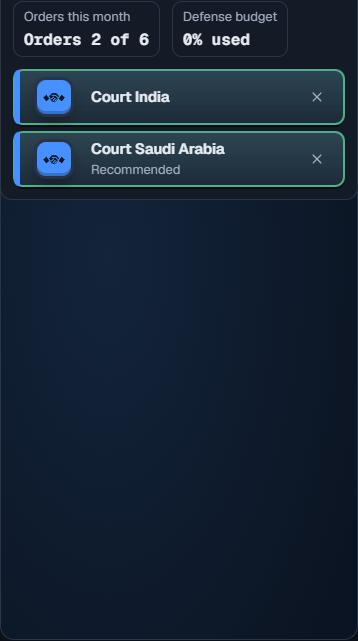 Orders this month
Orders 2 of 6
Defense budget
0% used
Court India
Court Saudi Arabia
Recommended